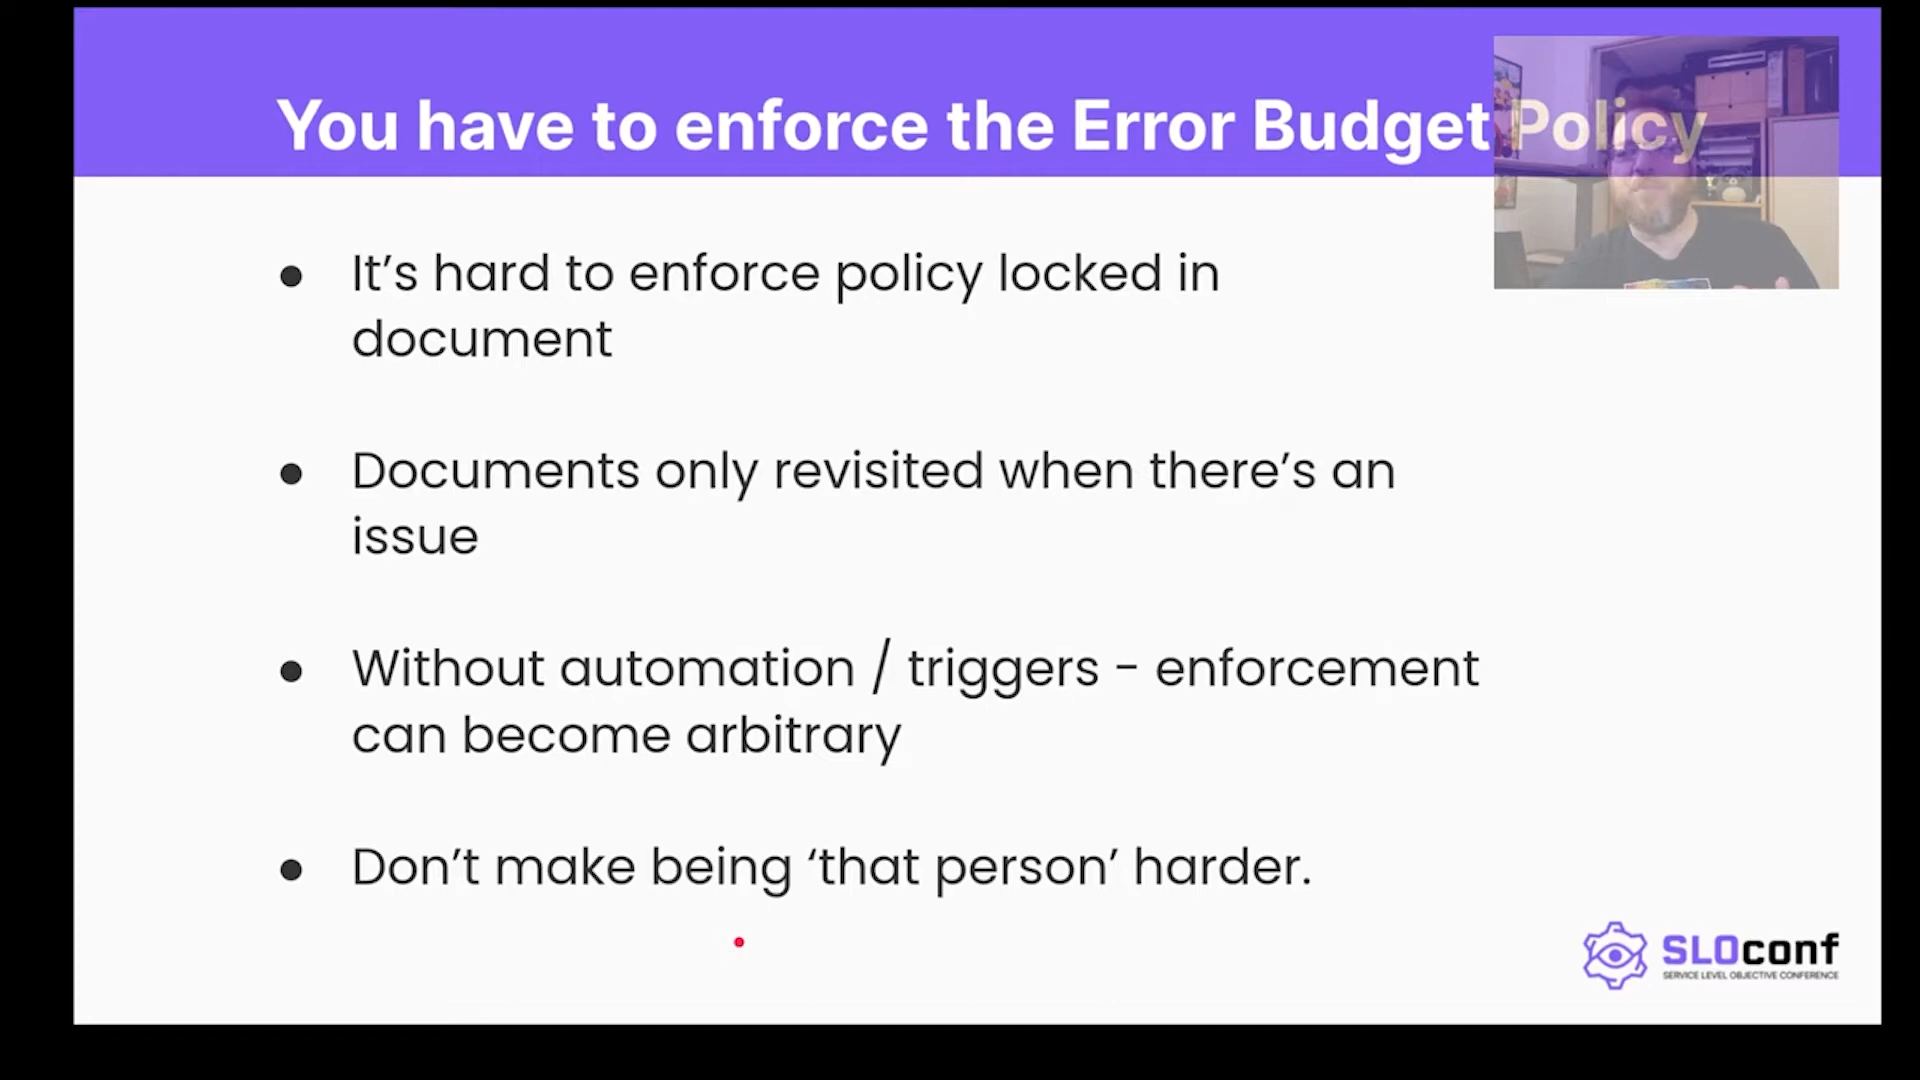 You have to enforce the Error Budget Policy
● It’s hard to enforce policy locked in
document
● Documents only revisited when there’s an
issue
● Without automation / triggers - enforcement
can become arbitrary
● Don’t make being ‘that person’ harder.
SLOconf
SERVICE LEVEL OBJECTIVE CONFERENCE